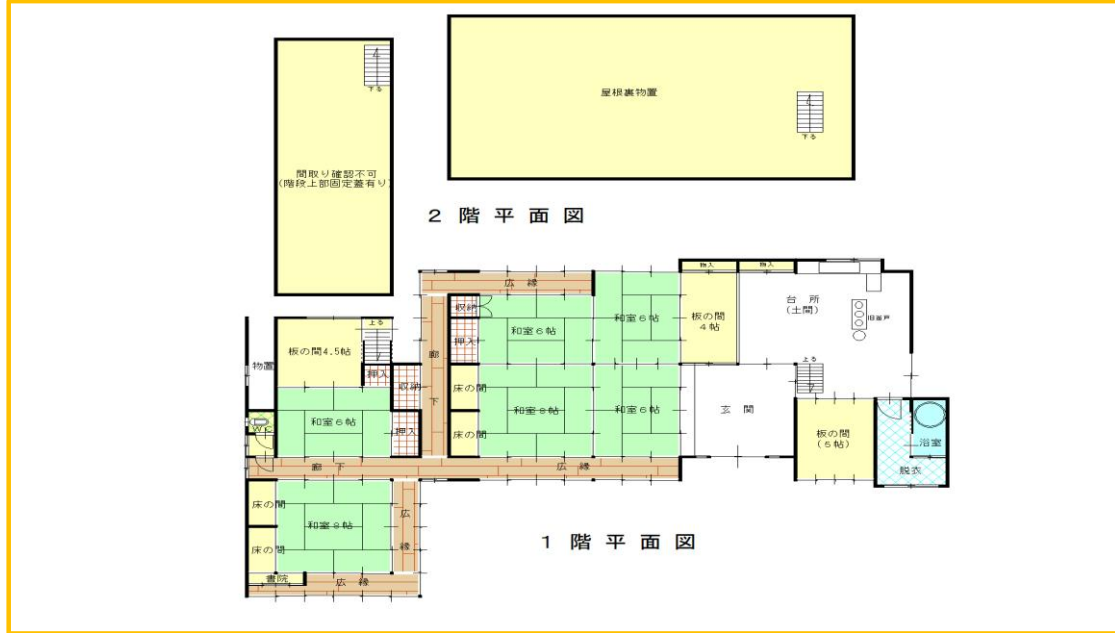 下る
屋根裏物置
下る
間取り確認不可
(階段上部固定蓋有り)
2階平面図
広縁
押入
押入
収納
和室6帖
和室6帖
板の間
4帖
台所
(土間)
上る
板の間4.5帖
押入
廊下
物置
押入
収納
上る
床の間
和室8帖
和室6帖
玄関
和室6帖
押入
床の間
W.C
板の間
(5帖)
浴室
脱衣
廊下
広縁
床の間
和室8帖
広縁
床の間
書院
広縁
1階平面図